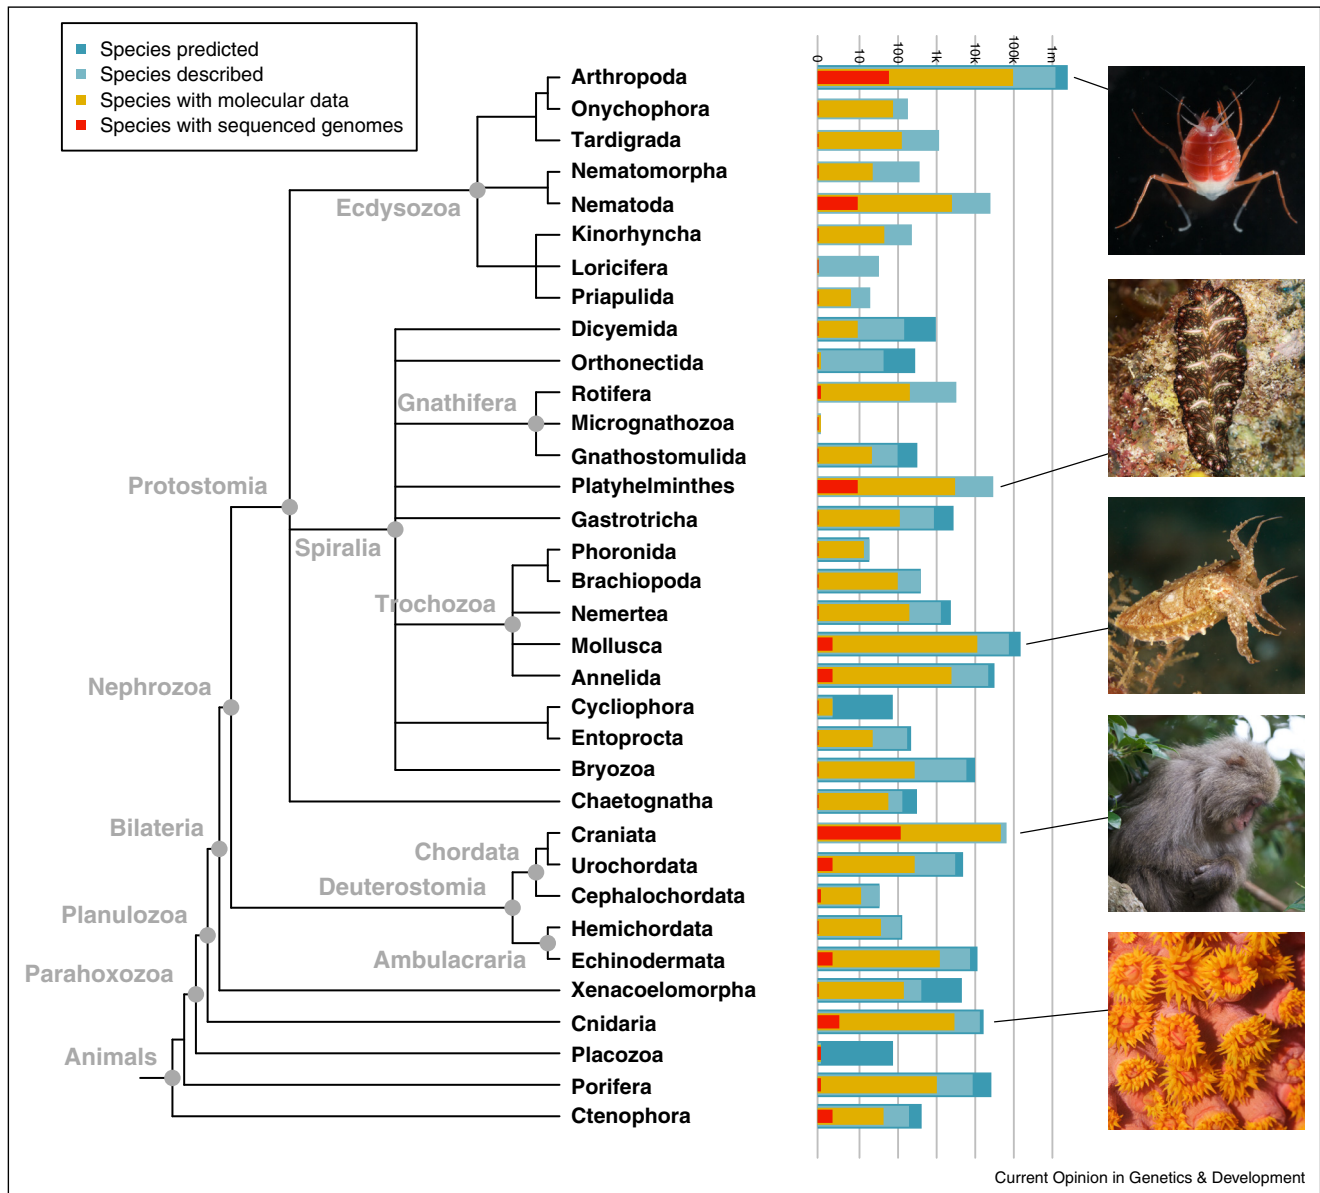 Species predicted
Species described
Species with molecular data
Species with sequenced genomes
0 10 100 1k 10k 100k 1m
Arthropoda
Onychophora
Tardigrada
Nematomorpha
Nematoda
Ecdysozoa
Kinorhyncha
Loricifera
Priapulida
Dicyemida
Orthonectida
Rotifera
Gnathifera
Micrognathozoa
Gnathostomulida
Platyhelminthes
Protostomia
Gastrotricha
Spiralia
Phoronida
Brachiopoda
Trochozoa
Nemertea
Mollusca
Annelida
Nephrozoa
Cycliophora
Entoprocta
Bryozoa
Chaetognatha
Bilateria
Craniata
Chordata
Urochordata
Deuterostomia
Cephalochordata
Planulozoa
Hemichordata
Ambulacraria
Echinodermata
Parahoxozoa
Xenacoelomorpha
Cnidaria
Animals
Placozoa
Porifera
Ctenophora
Current Opinion in Genetics & Development